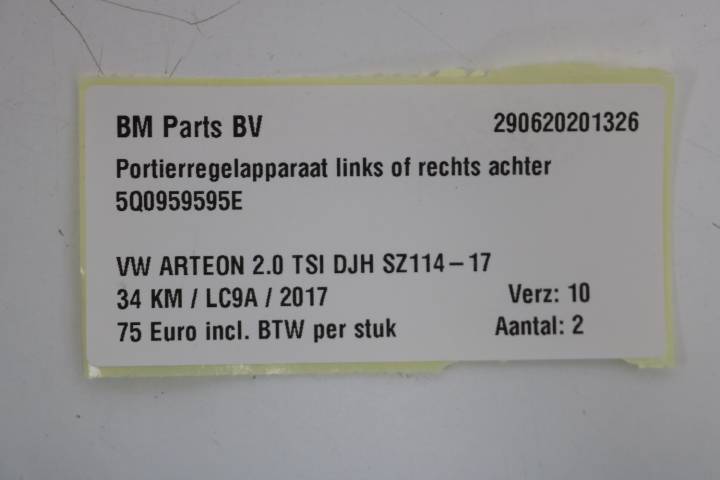 BM Parts BV 290620201326
Portierregelapparaat links of rechts achter
5Q0959595E
VW ARTEON 2.0 TSI DJH SZ114-17
34 KM / LC9A / 2017 Verz: 10
75 Euro incl. BTW per stuk Aantal: 2